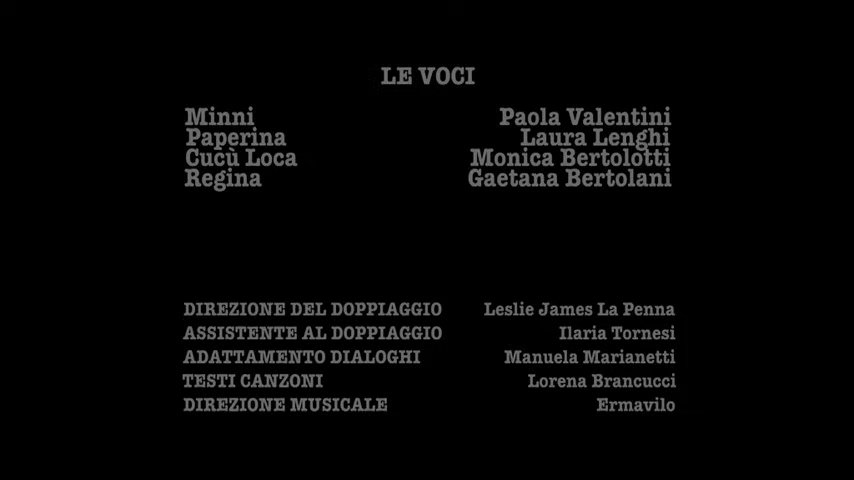 LE VOCI
Minni Paola Valentini
Paperina Laura Lenghi
Cucù Loca Monica Bertolotti
Regina Gaetana Bertolani
DIREZIONE DEL DOPPIAGGIO Leslie James La Penna
ASSISTENTE AL DOPPIAGGIO Ilaria Tornesi
ADATTAMENTO DIALOGHI Manuela Marianetti
TESTI CANZONI Lorena Brancucci
DIREZIONE MUSICALE Ermavilo